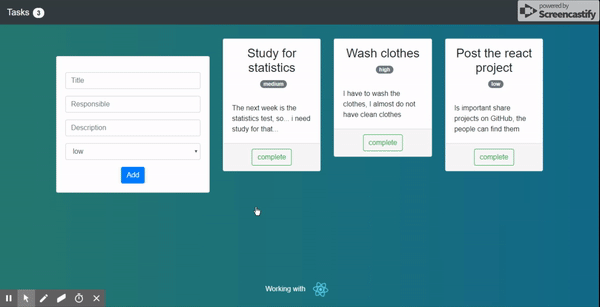 Tasks 3
powered by
Screencastify
Title
Responsible
Description
low
Add
Study for
statistics
medium
The next week is the
statistics test, so... i need
study for that...
complete
Wash clothes
high
I have to wash the
clothes, I almost do not
have clean clothes
complete
Post the react
project
low
Is important share
projects on GitHub, the
people can find them
complete
Working with